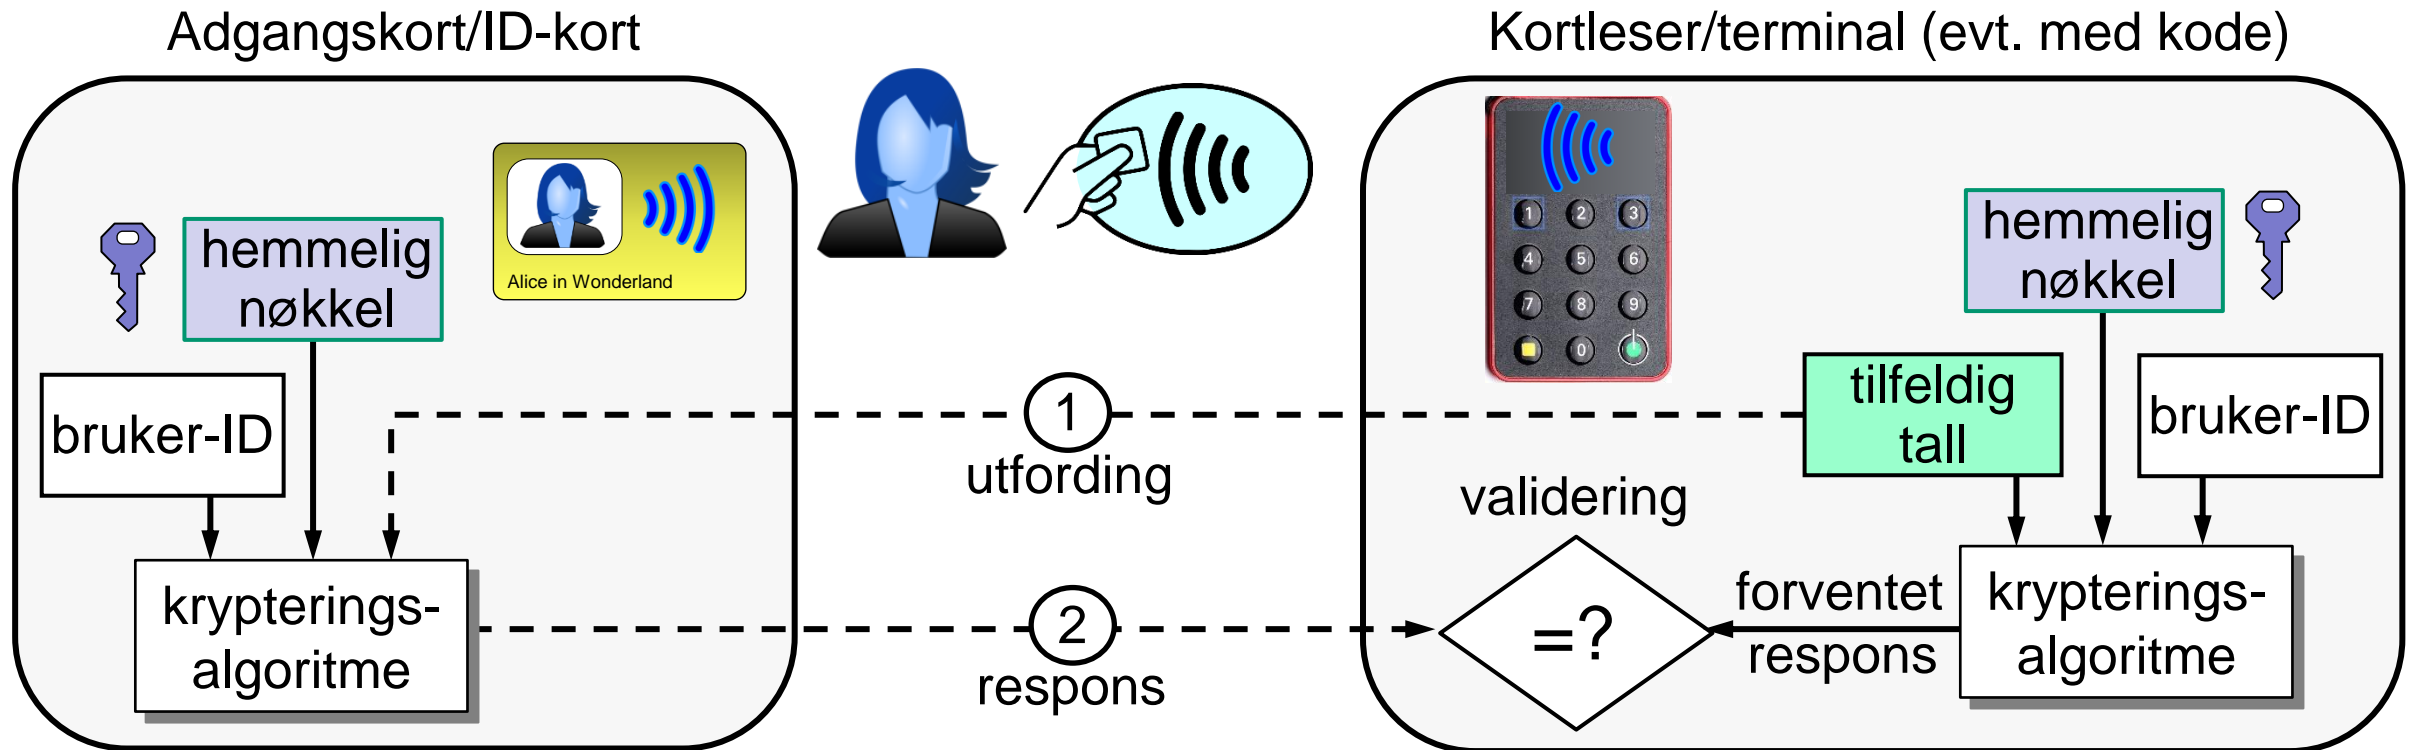 Adgangskort/ID-kort
Kortleser/terminal (evt. med kode)
hemmelig
nøkkel
Alice in Wonderland
bruker-ID
krypterings-
algoritme
1
utfording
2
respons
1 2 3
4 5 6
7 8 9
0
hemmelig
nøkkel
tilfeldig
tall
bruker-ID
validering
=?
forventet
respons
krypterings-
algoritme